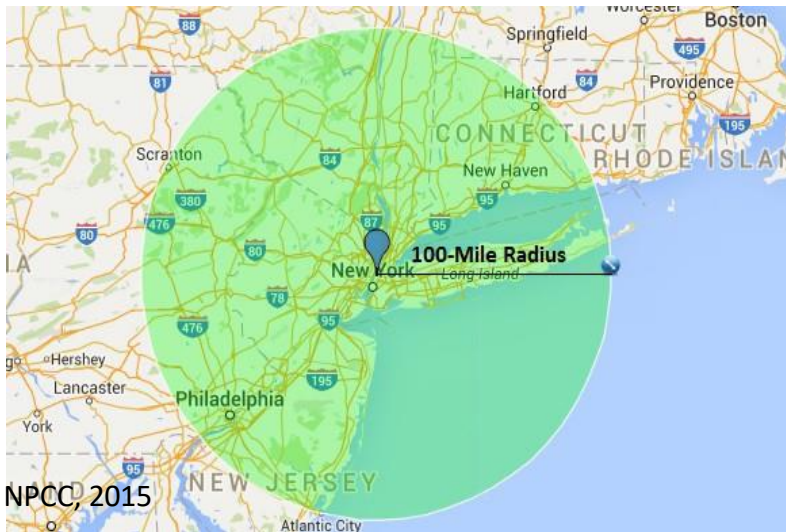 Worcester
Boston
88
Springfield
495
81
84
Providence
Hartford
195
CONNECTICUT
Scranton
84
RHODE ISLAN
New Haven
380
95
476
87
95
80
80
100-Mile Radius
New York
Long Island
IA
78
476
95
Hershey
195
Lancaster
Philadelphia
York
95
NEW JERSEY
LAND
NPCC, 2015
Atlantic City